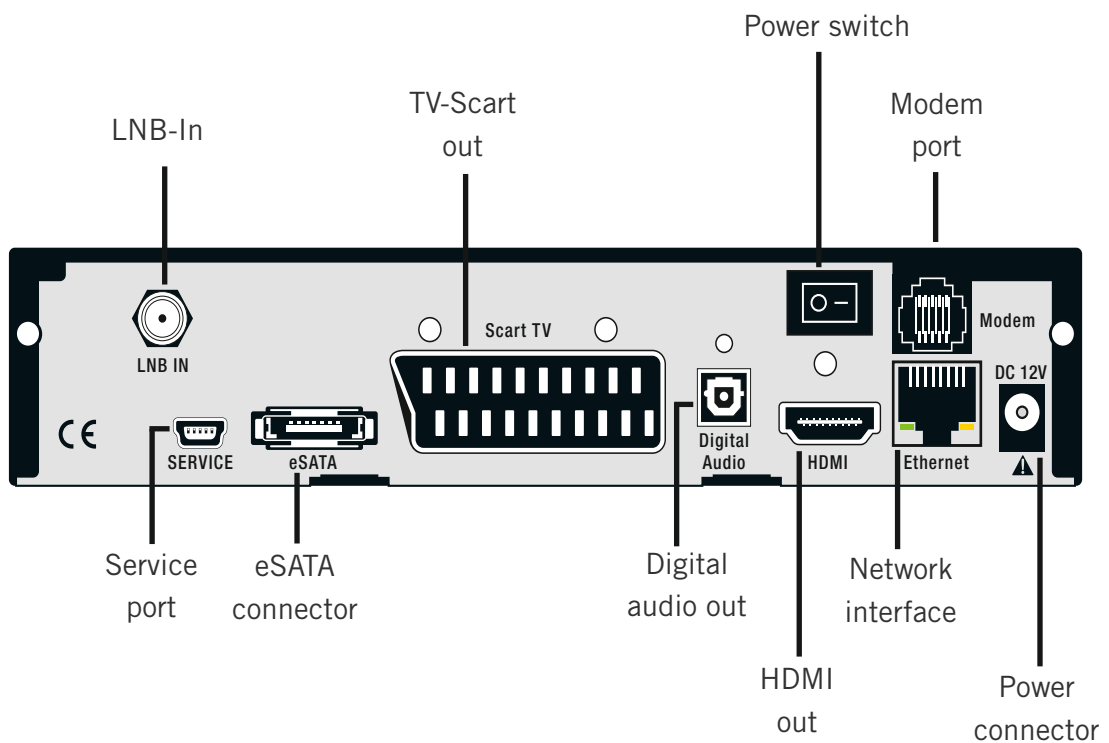 Power switch
LNB-In
TV-Scart
out
Modem
port
Scart TV
Modem
LNB IN
DC 12V
CE
SERVICE
eSATA
Digital
Audio
HDMI
Ethernet
Service
port
eSATA
connector
Digital
audio out
Network
interface
HDMI
out
Power
connector